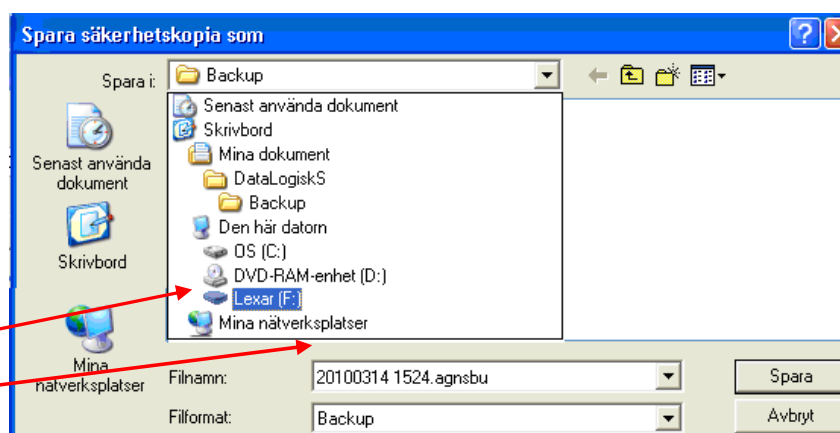 Spara säkerhetskopia som
Spara i:
Backup
Senast använda dokument
Skrivbord
Mina dokument
DataLogiskS
Backup
Den här datorn
OS (C:)
DVD-RAM-enhet (D:)
Lexar (F:)
Mina nätverksplatser
Senast använda
dokument
Skrivbord
Mina
nätverksplatser
Filnamn:
20100314 1524.agnsbu
Spara
Filformat:
Backup
Avbryt